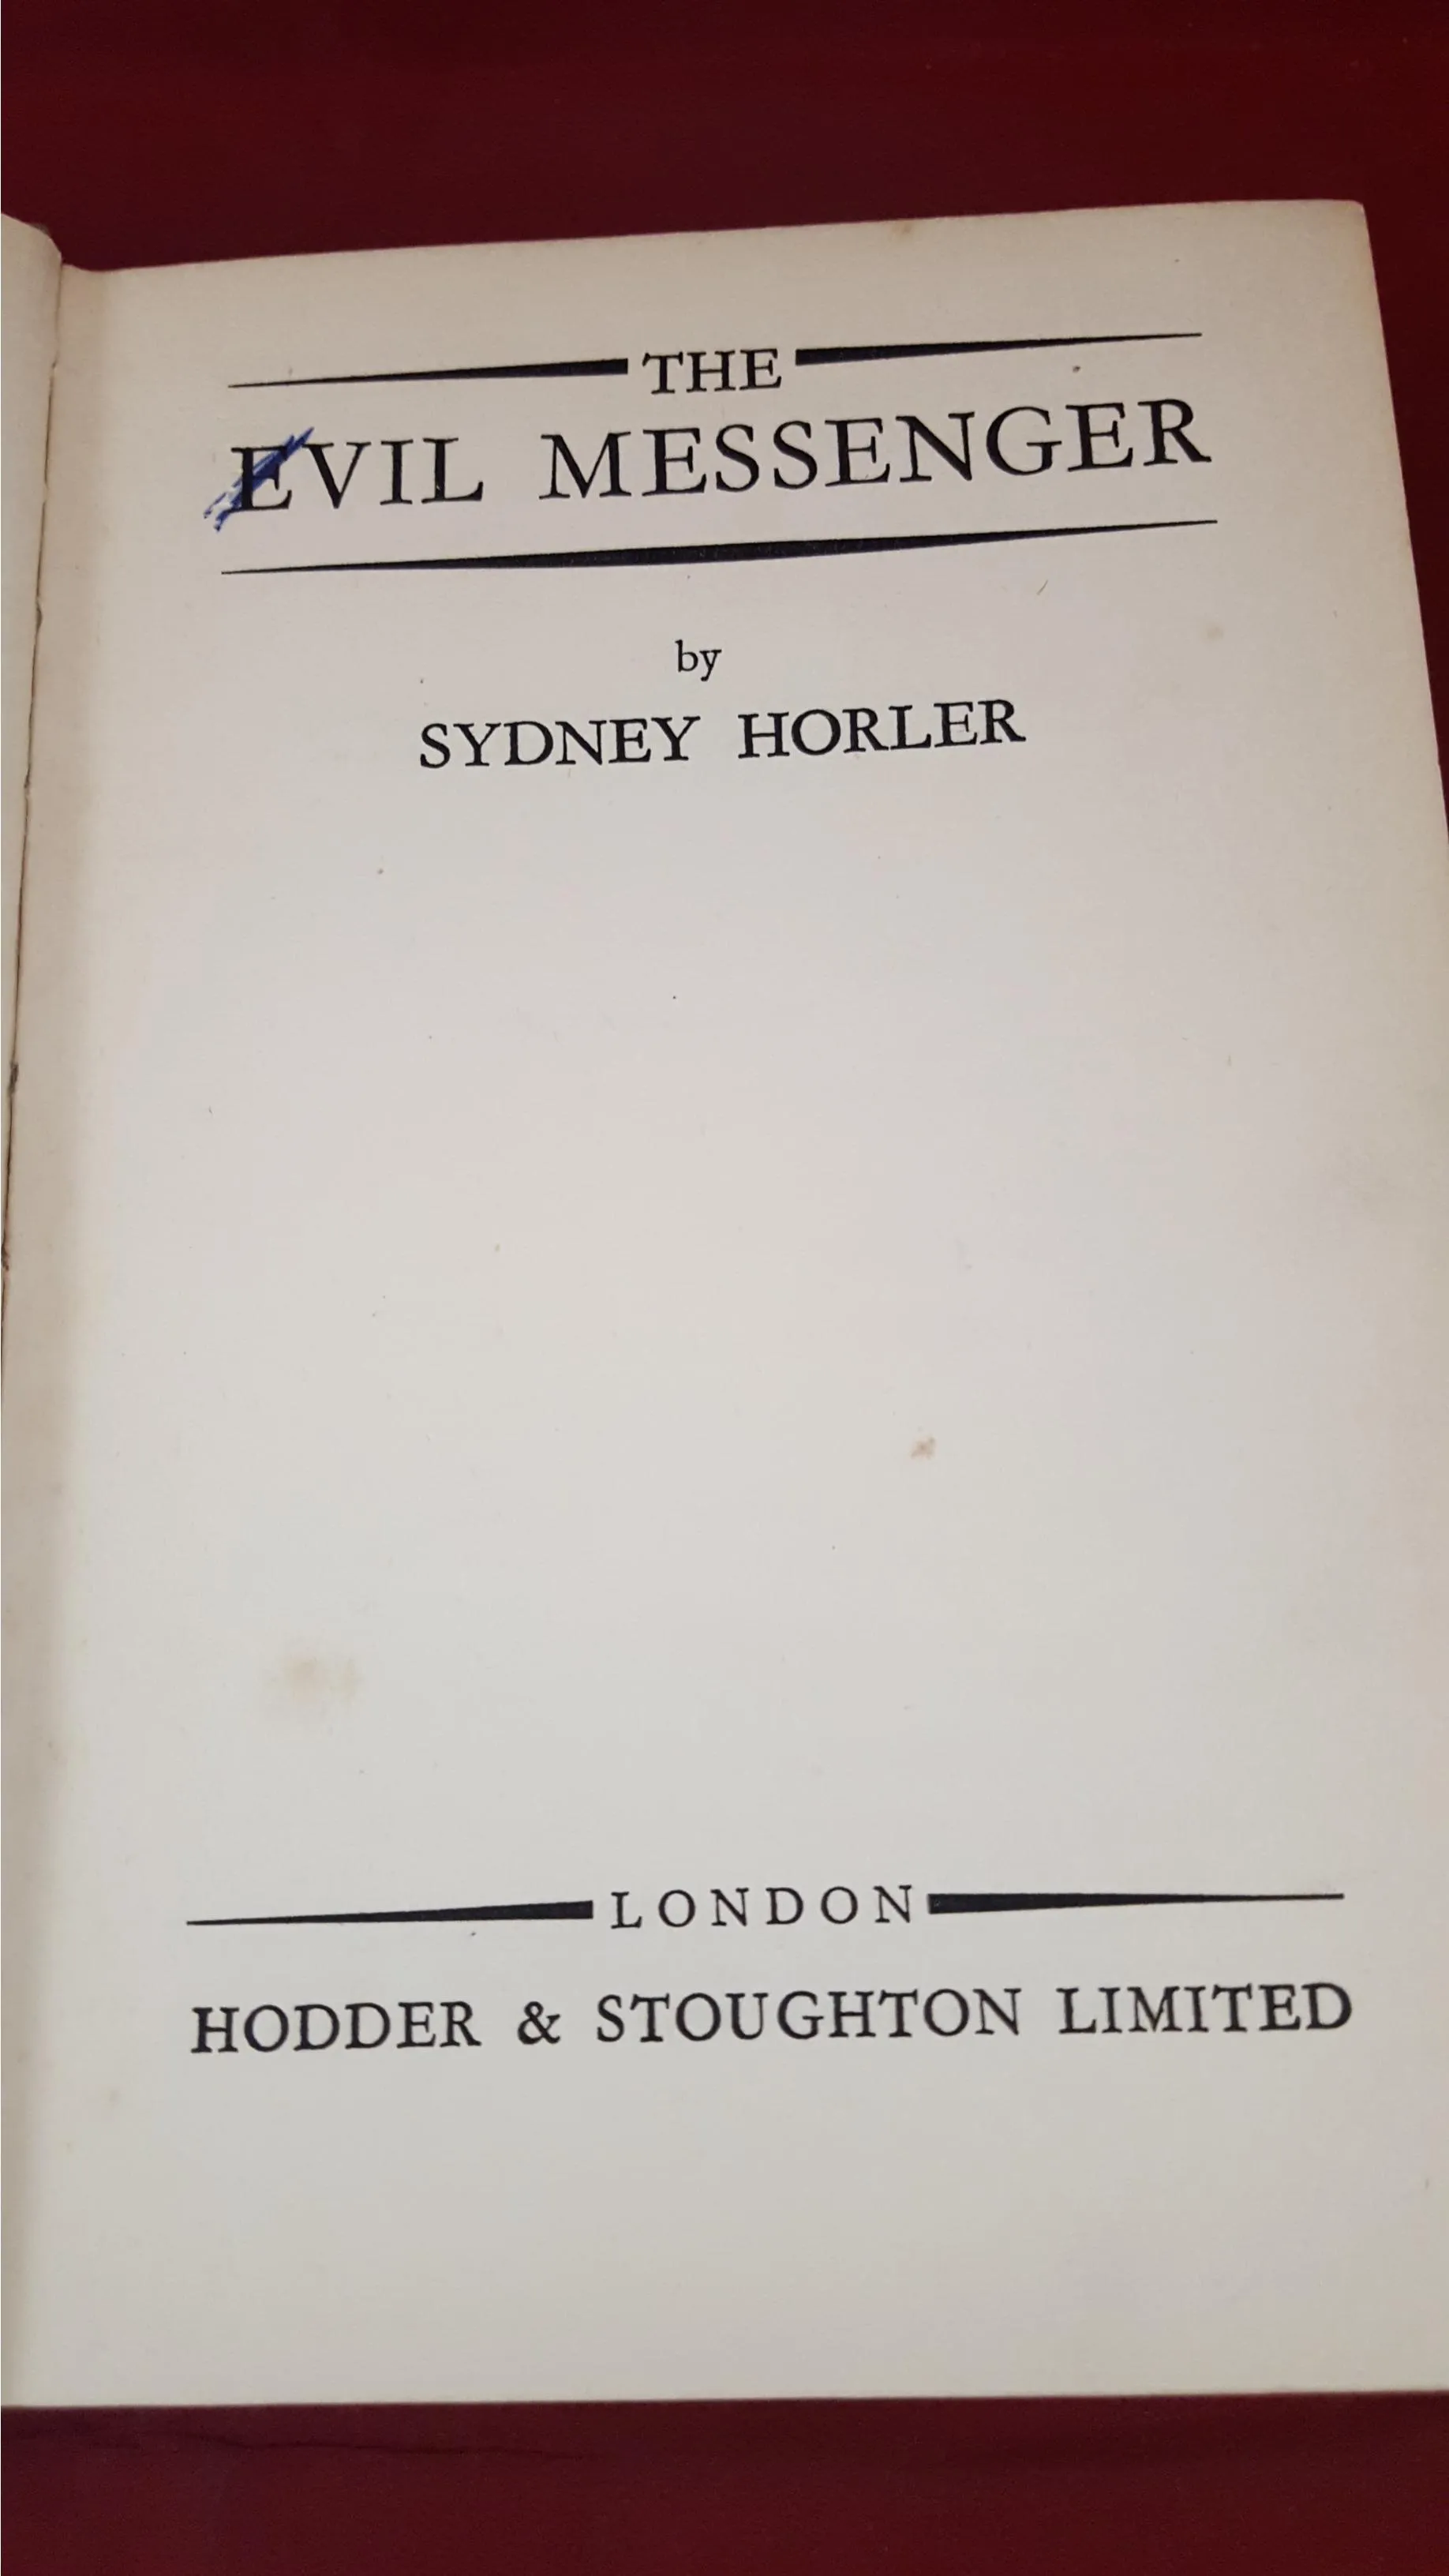 THE
EVIL MESSENGER
by
SYDNEY HORLER
LONDON
HODDER & STOUGHTON LIMITED